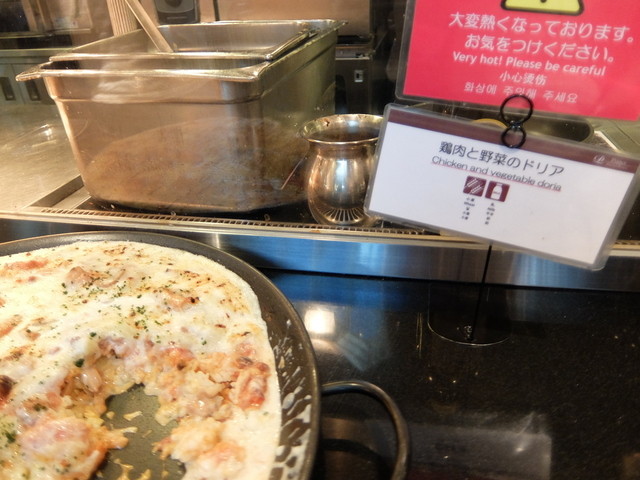 大変熱くなっております。
お気をつけください。
Very hot! Please be careful
小心烫伤
화상에 주의해 주세요
鶏肉と野菜のドリア
Chicken and vegetable doria